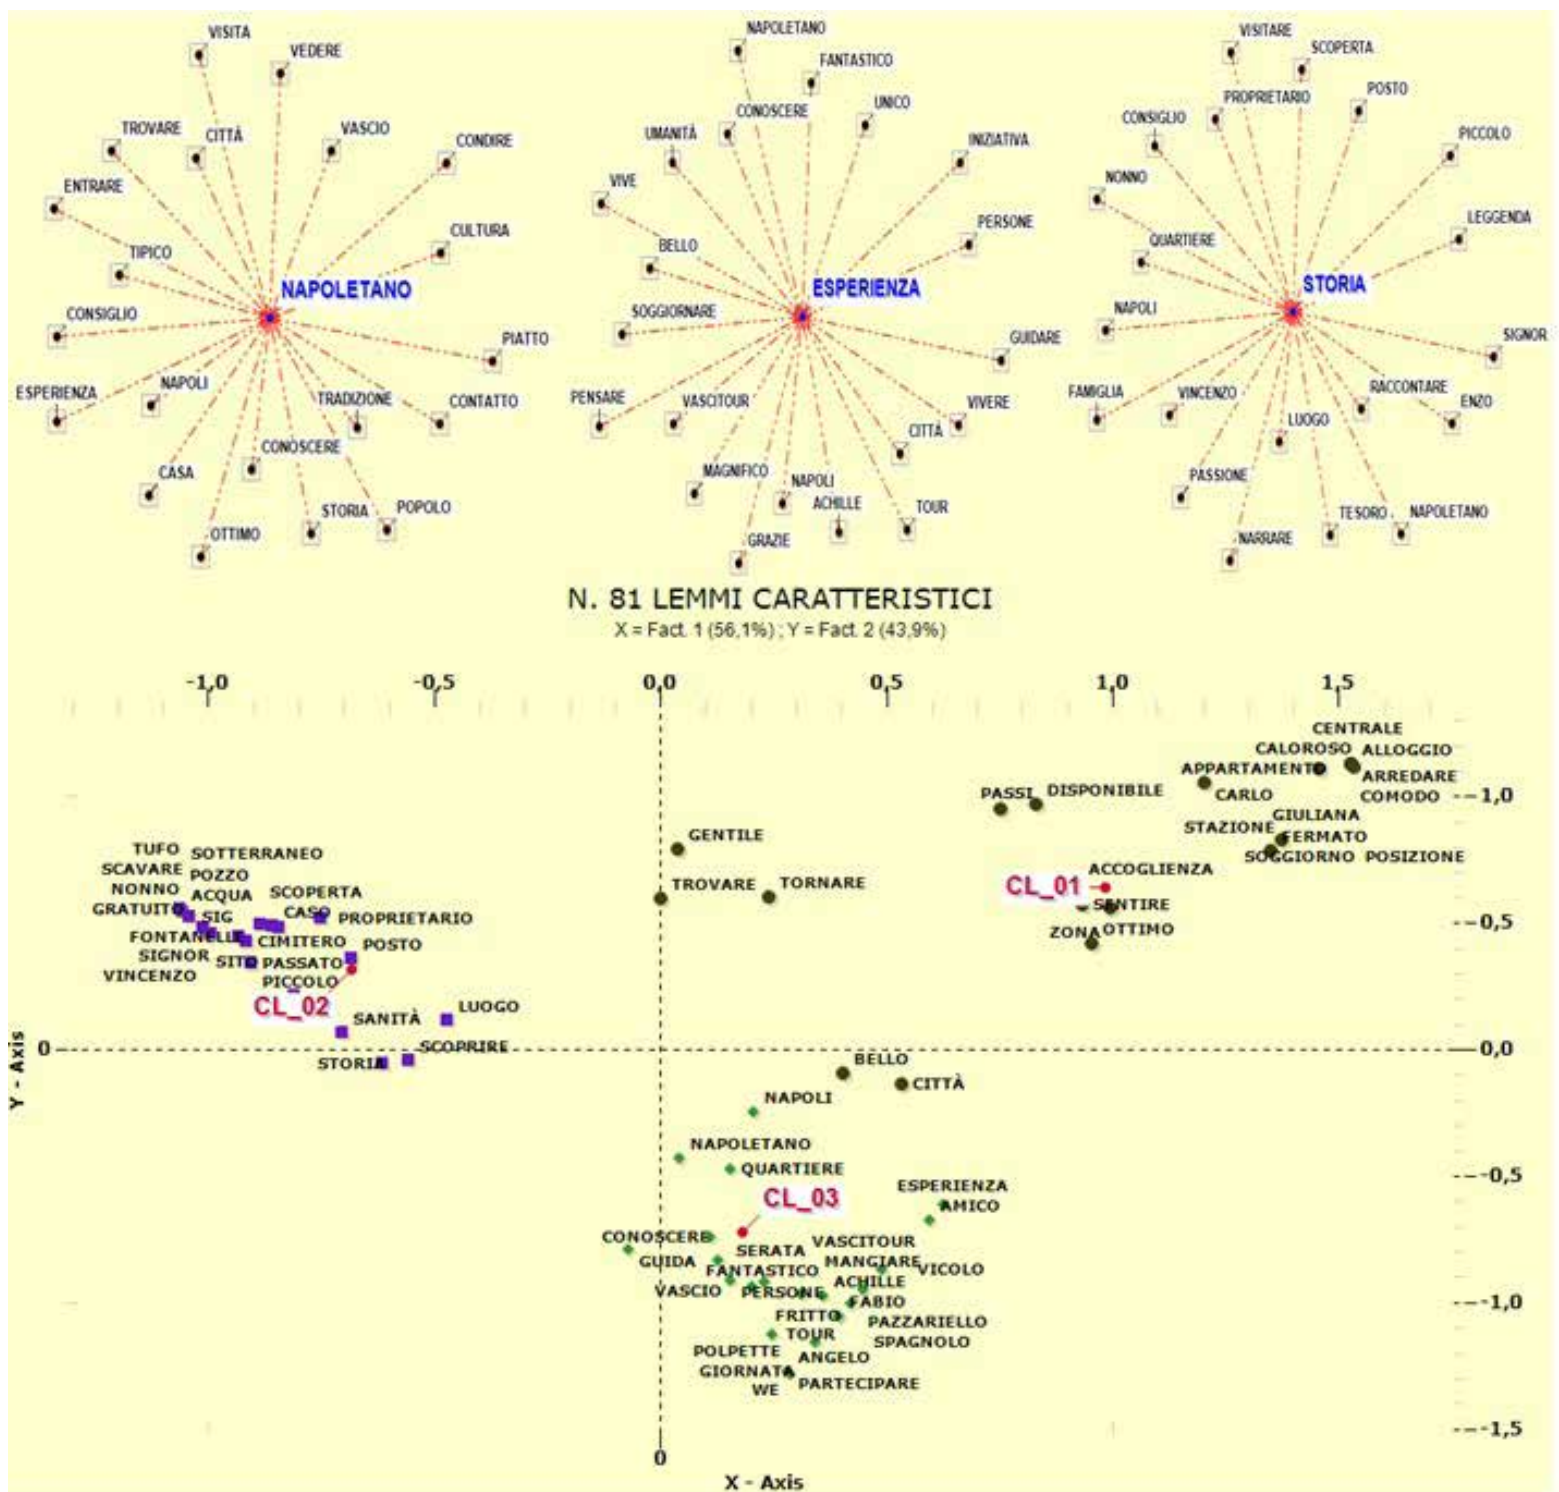 VISITA
VEDERE
TROVARE
CITTÀ
VASCIO
CONDIRE
ENTRARE
CULTURA
TIPICO
NAPOLETANO
CONSIGLIO
PIATTO
ESPERIENZA
NAPOLI
TRADIZIONE
CONTATTO
CONOSCERE
CASA
STORIA
POPOLO
OTTIMO
NAPOLETANO
FANTASTICO
CONOSCERE
UNICO
UMANITÀ
INIZIATIVA
VIVE
PERSONE
BELLO
ESPERIENZA
SOGGIORNARE
GUIDARE
PENSARE
VASCITOUR
VIVERE
CITTÀ
MAGNIFICO
NAPOLI
ACHILLE
TOUR
GRAZIE
VISITARE
SCOPERTA
PROPRIETARIO
POSTO
CONSIGLIO
PICCOLO
NONNO
LEGGENDA
QUARTIERE
STORIA
NAPOLI
SIGNOR
FAMIGLIA
VINCENZO
RACCONTARE
ENZO
LUOGO
PASSIONE
TESORO
NAPOLETANO
NARRARE
N. 81 LEMMI CARATTERISTICI
X = Fact. 1 (56,1%) ; Y = Fact. 2 (43,9%)
-1,0 -0,5 0,0 0,5 1,0 1,5
CENTRALE
CALOROSO ALLOGGIO
APPARTAMENTO ARREDARE
CARLO COMODO
PASSI DISPONIBILE
1,0
GIULIANA
STAZIONE FERMATO
SOGGIORNO POSIZIONE
GENTILE
ACCOGLIENZA
TROVARE TORNARE
CL_01
SENTIRE
0,5
ZONA OTTIMO
TUFO SOTTERRANEO
SCAVARE POZZO
NONNO ACQUA SCOPERTA
GRATUITO SIG CASO PROPRIETARIO
FONTANELLE CIMITERO POSTO
SIGNOR SITO PASSATO
VINCENZO PICCOLO
CL_02
LUOGO
SANITÀ
SCOPRIRE
0 0,0
STORIA
BELLO
CITTÀ
NAPOLI
NAPOLETANO
QUARTIERE
-0,5
ESPERIENZA
CL_03
AMICO
CONOSCERE
SERATA VASCITOUR
GUIDA MANGIARE
FANTASTICO VICOLO
VASCIO PERSONE ACHILLE
FABIO
-1,0
FRITTO PAZZARIELLO
TOUR SPAGNOLO
POLPETTE ANGELO
GIORNATA
WE PARTECIPARE
-1,5
0
X - Axis
Y - Axis